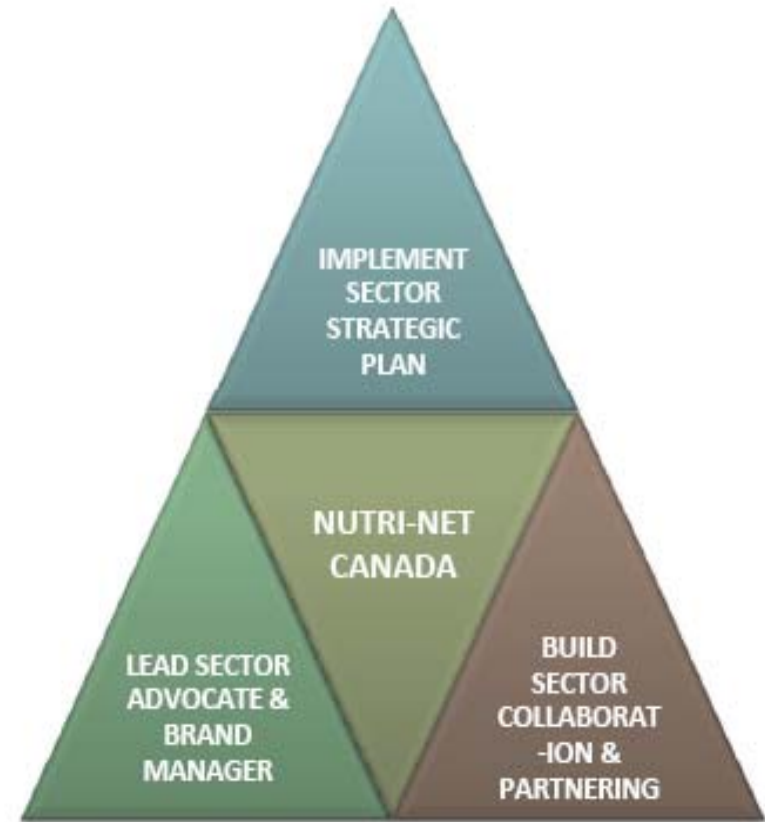 IMPLEMENT
SECTOR
STRATEGIC
PLAN
NUTRI-NET
CANADA
LEAD SECTOR
ADVOCATE &
BRAND
MANAGER
BUILD
SECTOR
COLLABORAT
-ION &
PARTNERING